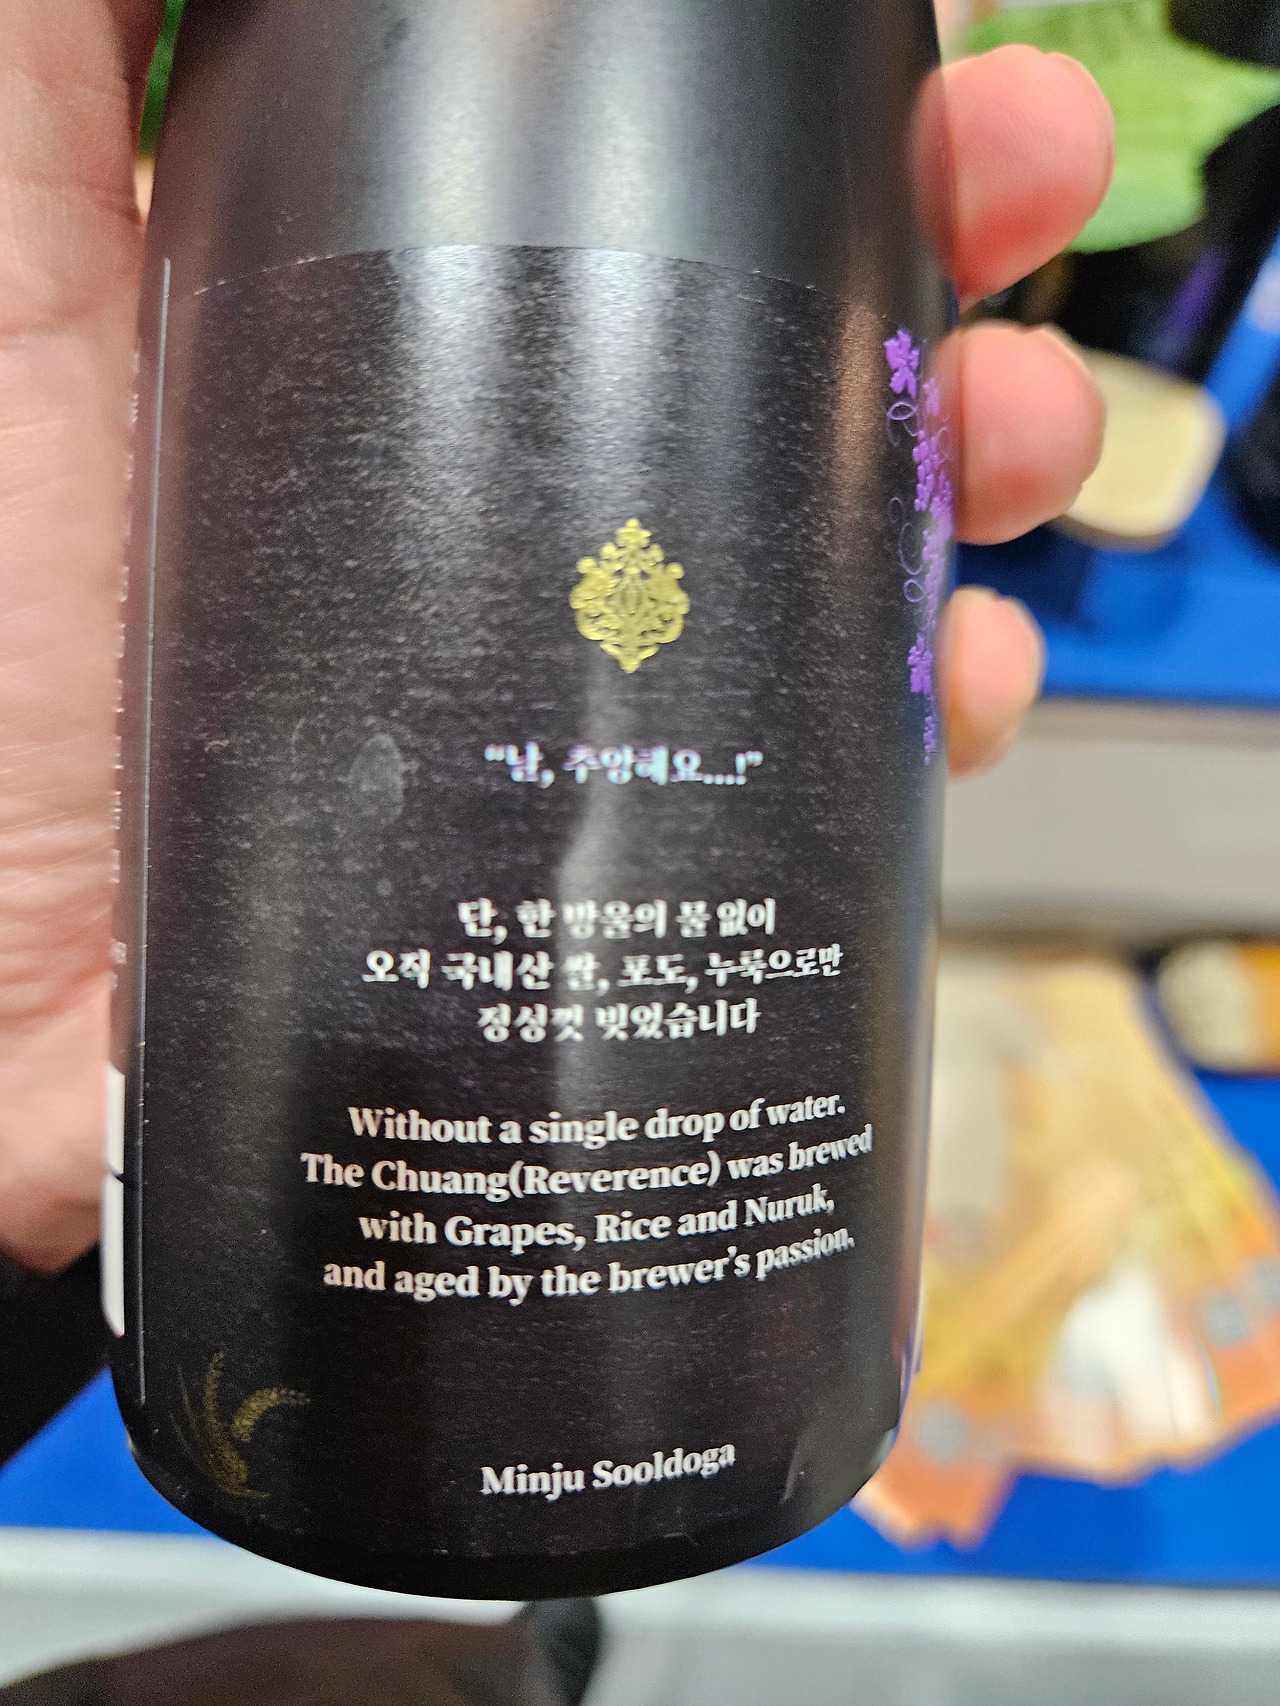 “날, 추앙해요...!”
단, 한 방울의 물 없이
오직 국내산 쌀, 포도, 누룩으로만
정성껏 빚었습니다
Without a single drop of water.
The Chuang(Reverence) was brewed
with Grapes, Rice and Nuruk,
and aged by the brewer’s passion.
Minju Sooldoga